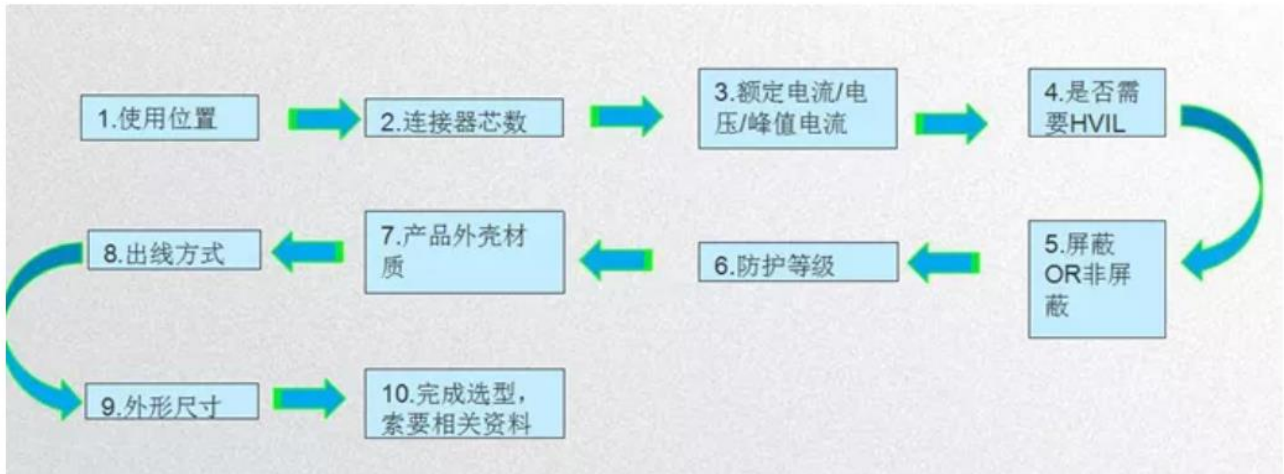 1.使用位置
2.连接器芯数
3.额定电流/电
压/峰值电流
4.是否需
要HVIL
5.屏蔽
OR非屏
蔽
6.防护等级
7.产品外壳材
质
8.出线方式
9.外形尺寸
10.完成选型，
索要相关资料